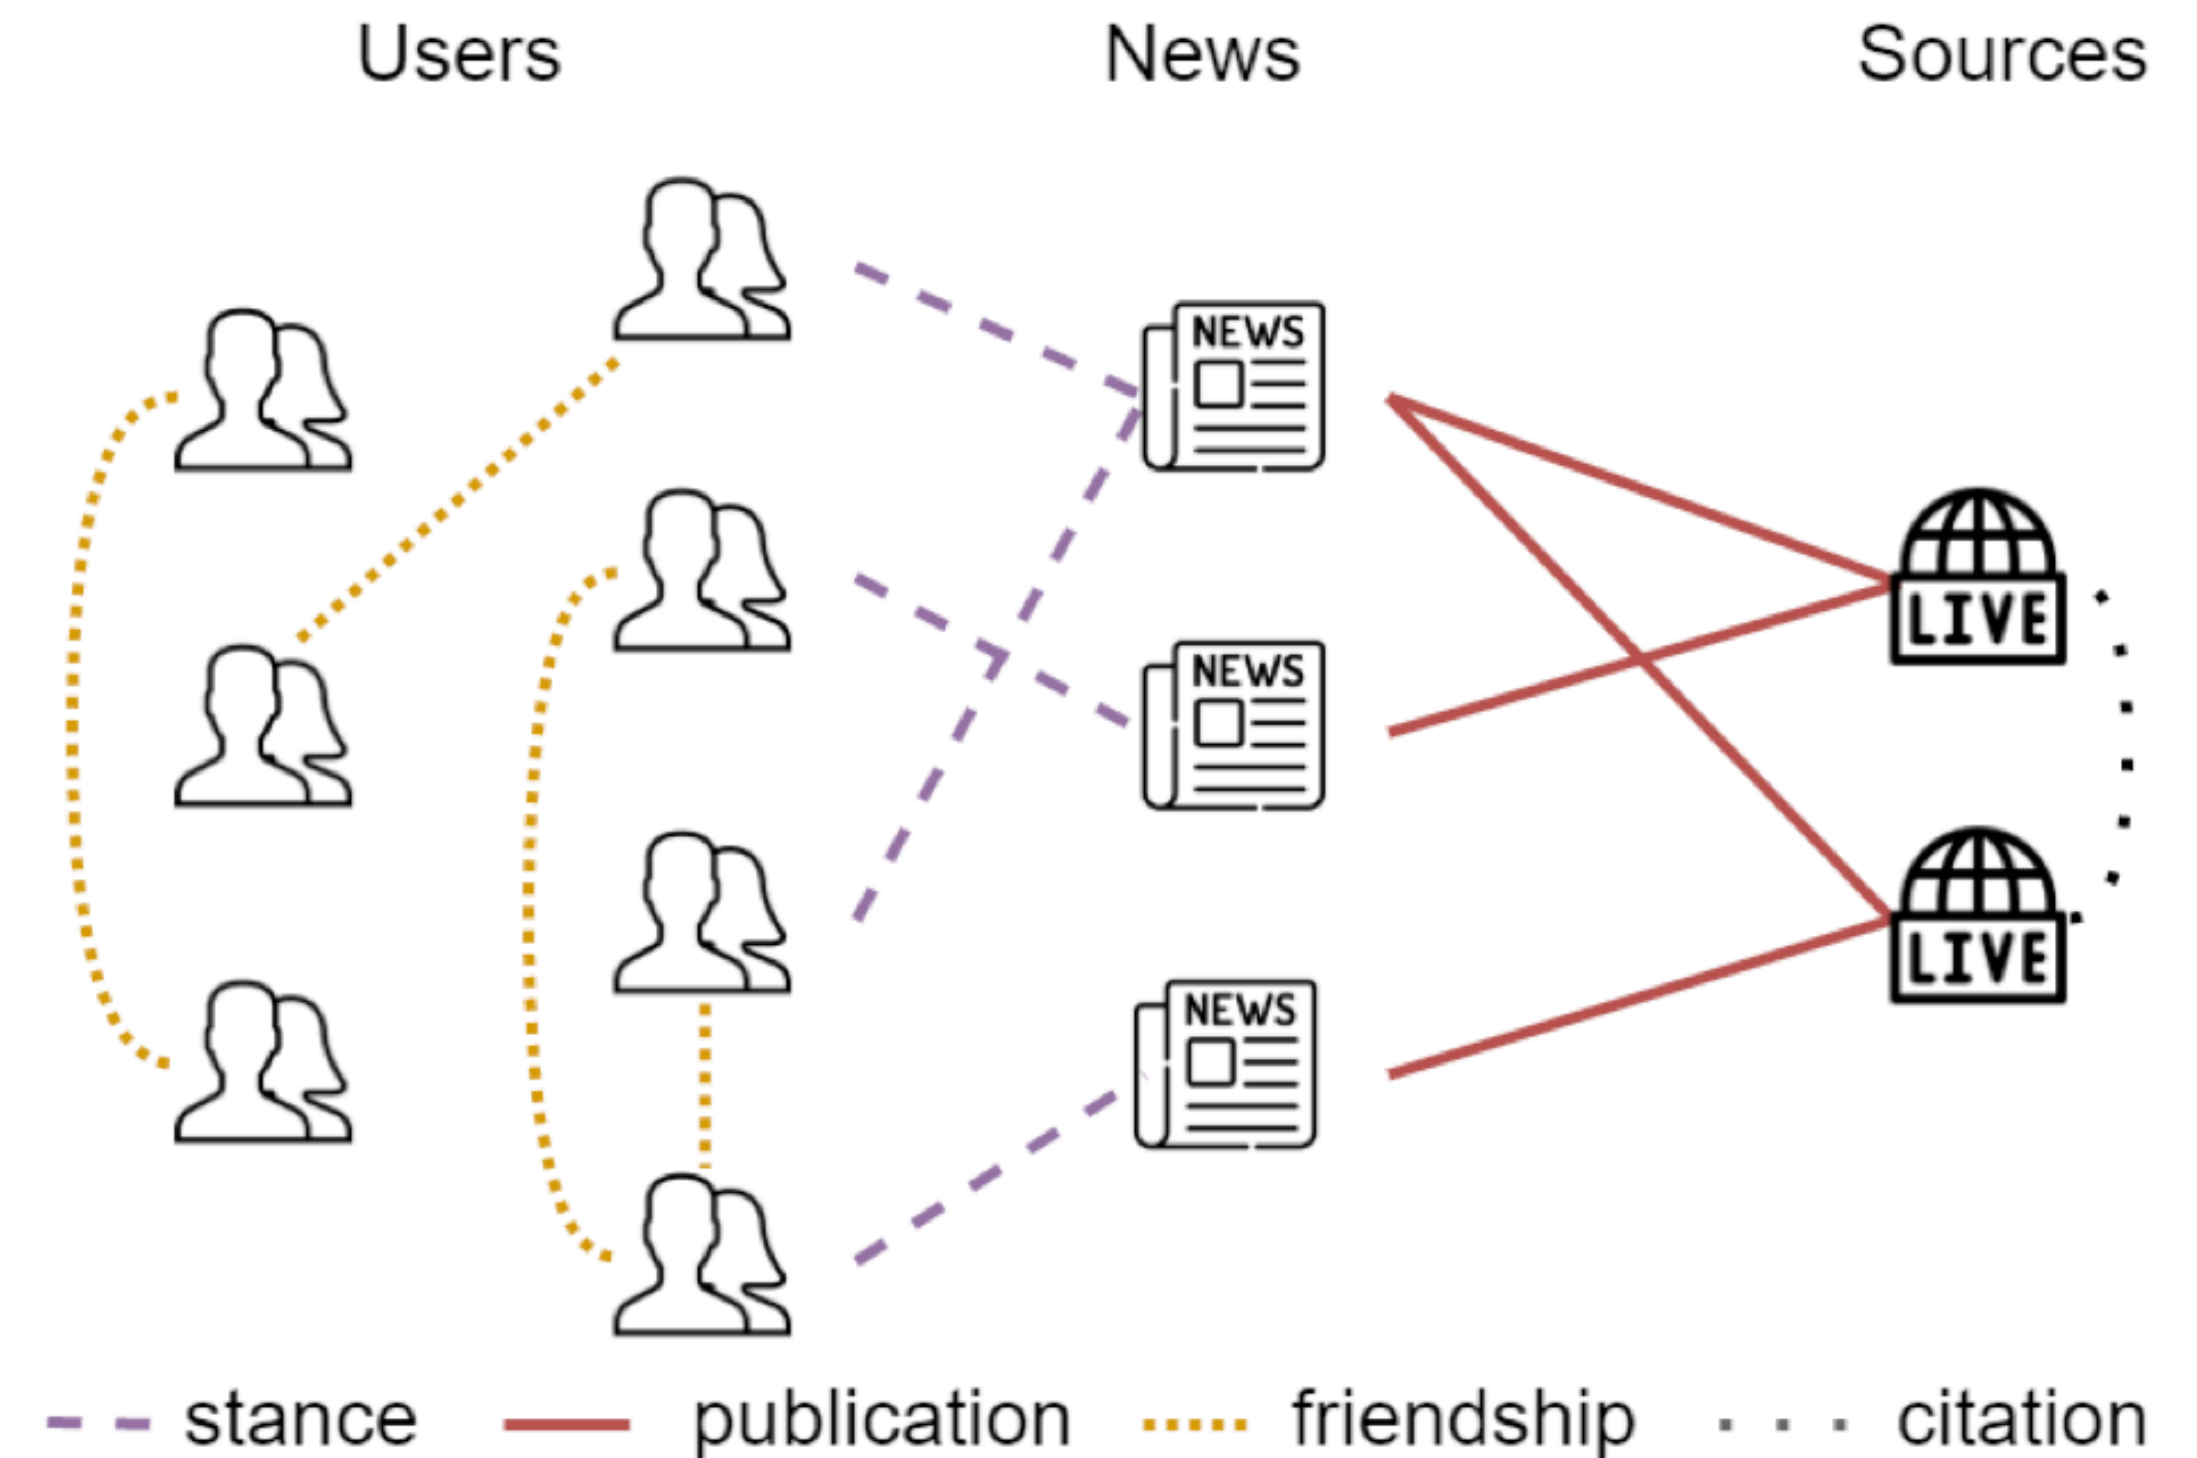 Users News Sources
NEWS
LIVE
NEWS
LIVE
NEWS
stance publication friendship citation